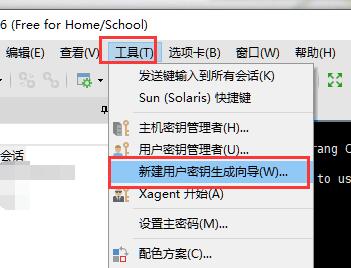 6 (Free for Home/School)
编辑(E) 查看(V) 工具(T) 选项卡(B) 窗口(W) 帮助(H)
发送键输入到所有会话(K)
Sun (Solaris) 快捷键
会话
主机密钥管理者(H)...
rang C
用户密钥管理者(U)...
新建用户密钥生成向导(W)...
to us
Xagent 开始(A)
设置主密码(M)...
配色方案(C)...